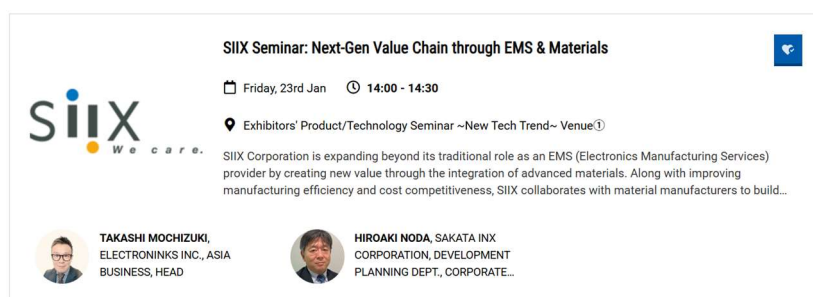 SIIX Seminar: Next-Gen Value Chain through EMS & Materials
Friday, 23rd Jan 14:00 - 14:30
SIIX
We care.
Exhibitors' Product/Technology Seminar ~New Tech Trend~ Venue①
SIIX Corporation is expanding beyond its traditional role as an EMS (Electronics Manufacturing Services)
provider by creating new value through the integration of advanced materials. Along with improving
manufacturing efficiency and cost competitiveness, SIIX collaborates with material manufacturers to build...
TAKASHI MOCHIZUKI,
ELECTRONINKS INC., ASIA
BUSINESS, HEAD
HIROAKI NODA, SAKATA INX
CORPORATION, DEVELOPMENT
PLANNING DEPT., CORPORATE...